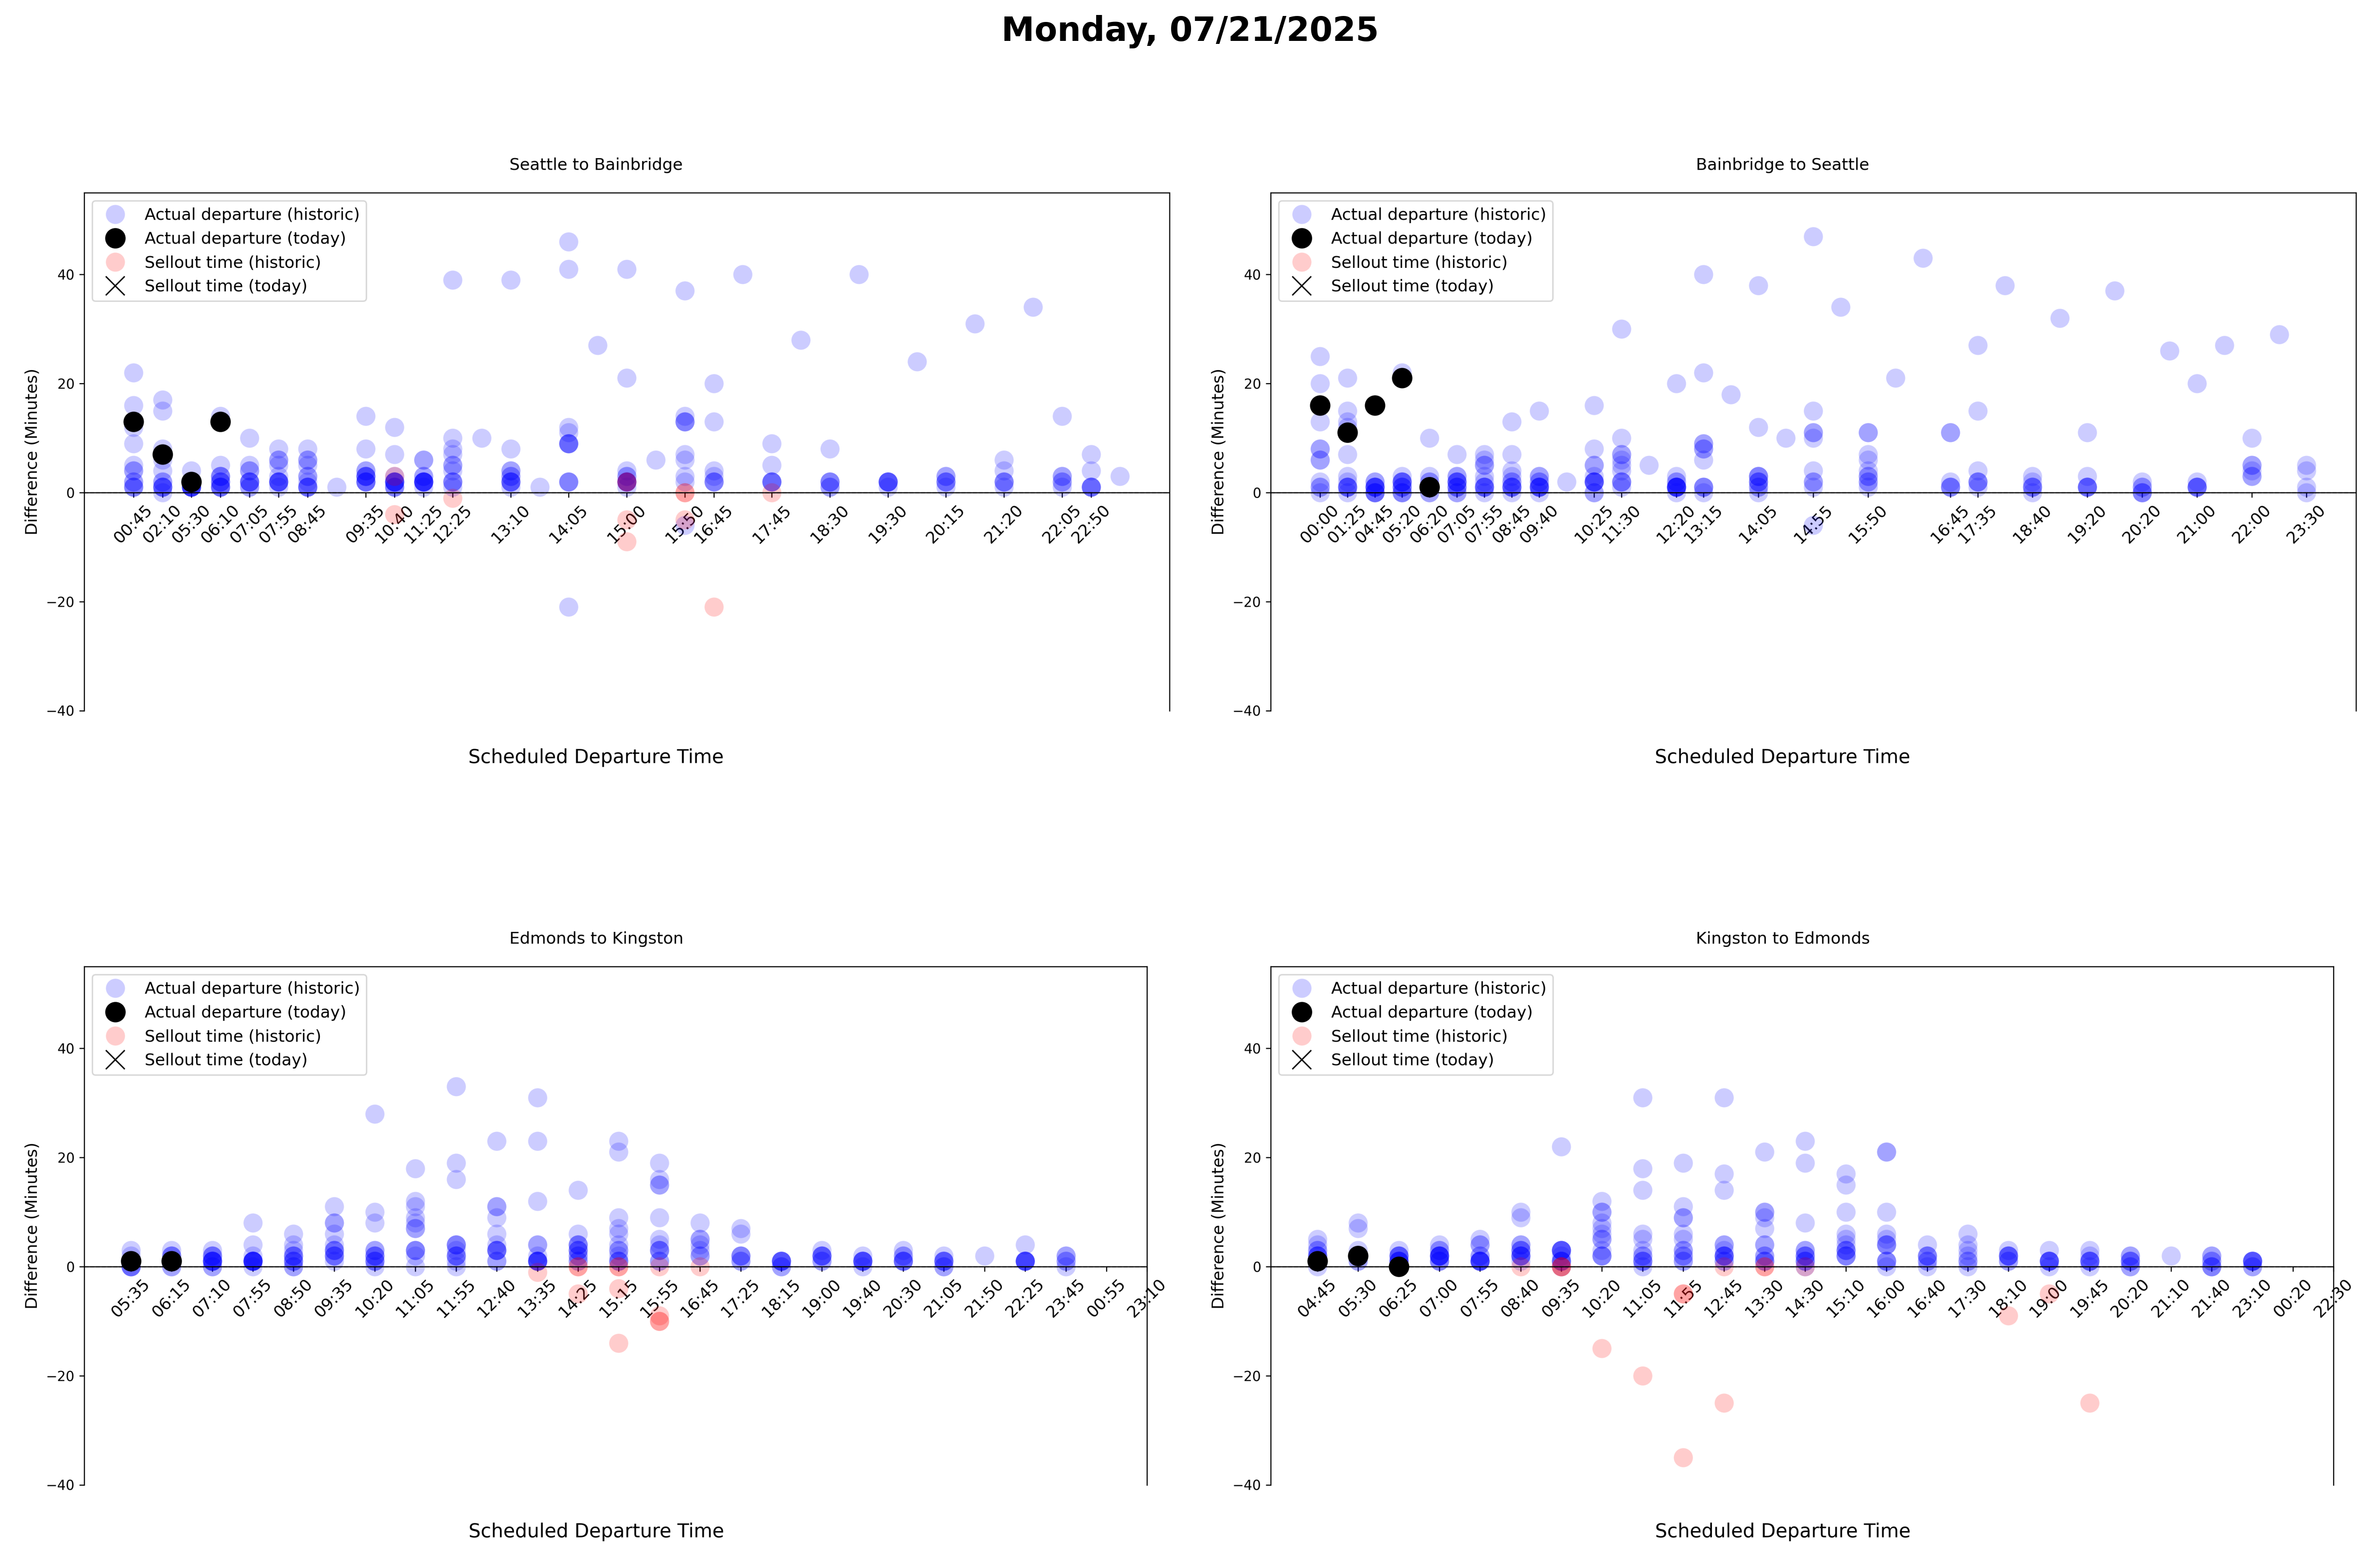 Monday, 07/21/2025
Seattle to Bainbridge
Difference (Minutes)
Actual departure (historic)
Actual departure (today)
Sellout time (historic)
Sellout time (today)
40
20
0
−20
−40
00:45 02:10 05:30 06:10 07:05 07:55 08:45 09:35 10:40 11:25 12:25 13:10 14:05 15:00 15:50 16:45 17:45 18:30 19:30 20:15 21:20 22:05 22:50
Scheduled Departure Time
Bainbridge to Seattle
Difference (Minutes)
Actual departure (historic)
Actual departure (today)
Sellout time (historic)
Sellout time (today)
40
20
0
−20
−40
00:00 01:25 04:45 05:20 06:20 07:05 07:55 08:45 09:40 10:25 11:30 12:20 13:15 14:05 14:55 15:50 16:45 17:35 18:40 19:20 20:20 21:00 22:00 23:30
Scheduled Departure Time
Edmonds to Kingston
Difference (Minutes)
Actual departure (historic)
Actual departure (today)
Sellout time (historic)
Sellout time (today)
40
20
0
−20
−40
05:35 06:15 07:10 07:55 08:50 09:35 10:20 11:05 11:55 12:40 13:35 14:25 15:15 15:55 16:45 17:25 18:15 19:00 19:40 20:30 21:05 21:50 22:25 23:45 00:55 23:10
Scheduled Departure Time
Kingston to Edmonds
Difference (Minutes)
Actual departure (historic)
Actual departure (today)
Sellout time (historic)
Sellout time (today)
40
20
0
−20
−40
04:45 05:30 06:25 07:00 07:55 08:40 09:35 10:20 11:05 11:55 12:45 13:30 14:30 15:10 16:00 16:40 17:30 18:10 19:00 19:45 20:20 21:10 21:40 23:10 00:20 22:30
Scheduled Departure Time